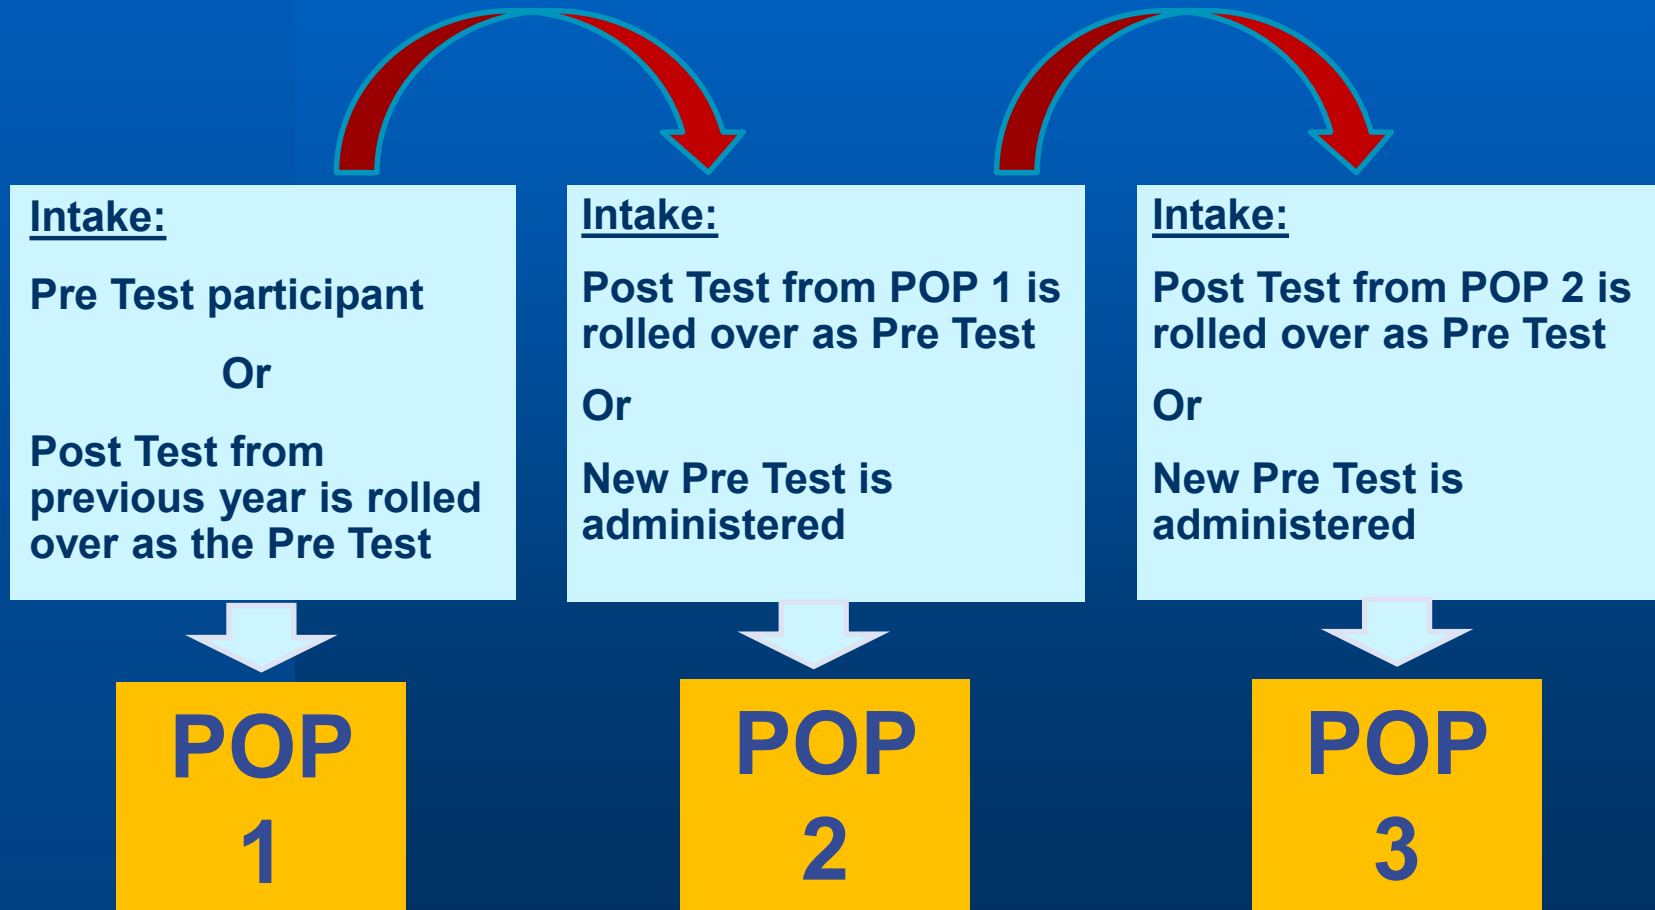 Intake:
Pre Test participant
Or
Post Test from
previous year is rolled
over as the Pre Test
Intake:
Post Test from POP 1 is
rolled over as Pre Test
Or
New Pre Test is
administered
Intake:
Post Test from POP 2 is
rolled over as Pre Test
Or
New Pre Test is
administered
POP
1
POP
2
POP
3